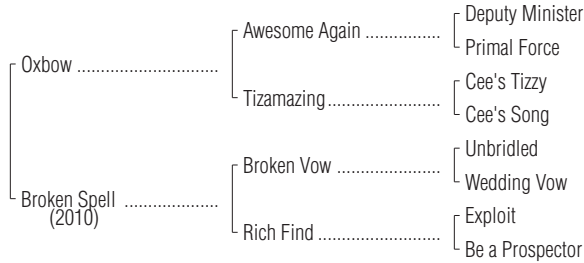 Deputy Minister
Awesome Again ..................
Primal Force
Oxbow ............................
Cee's Tizzy
Tizamazing.......................
Cee's Song
Unbridled
Broken Vow .....................
Wedding Vow
Broken Spell ...................
(2010)
Exploit
Rich Find .........................
Be a Prospector